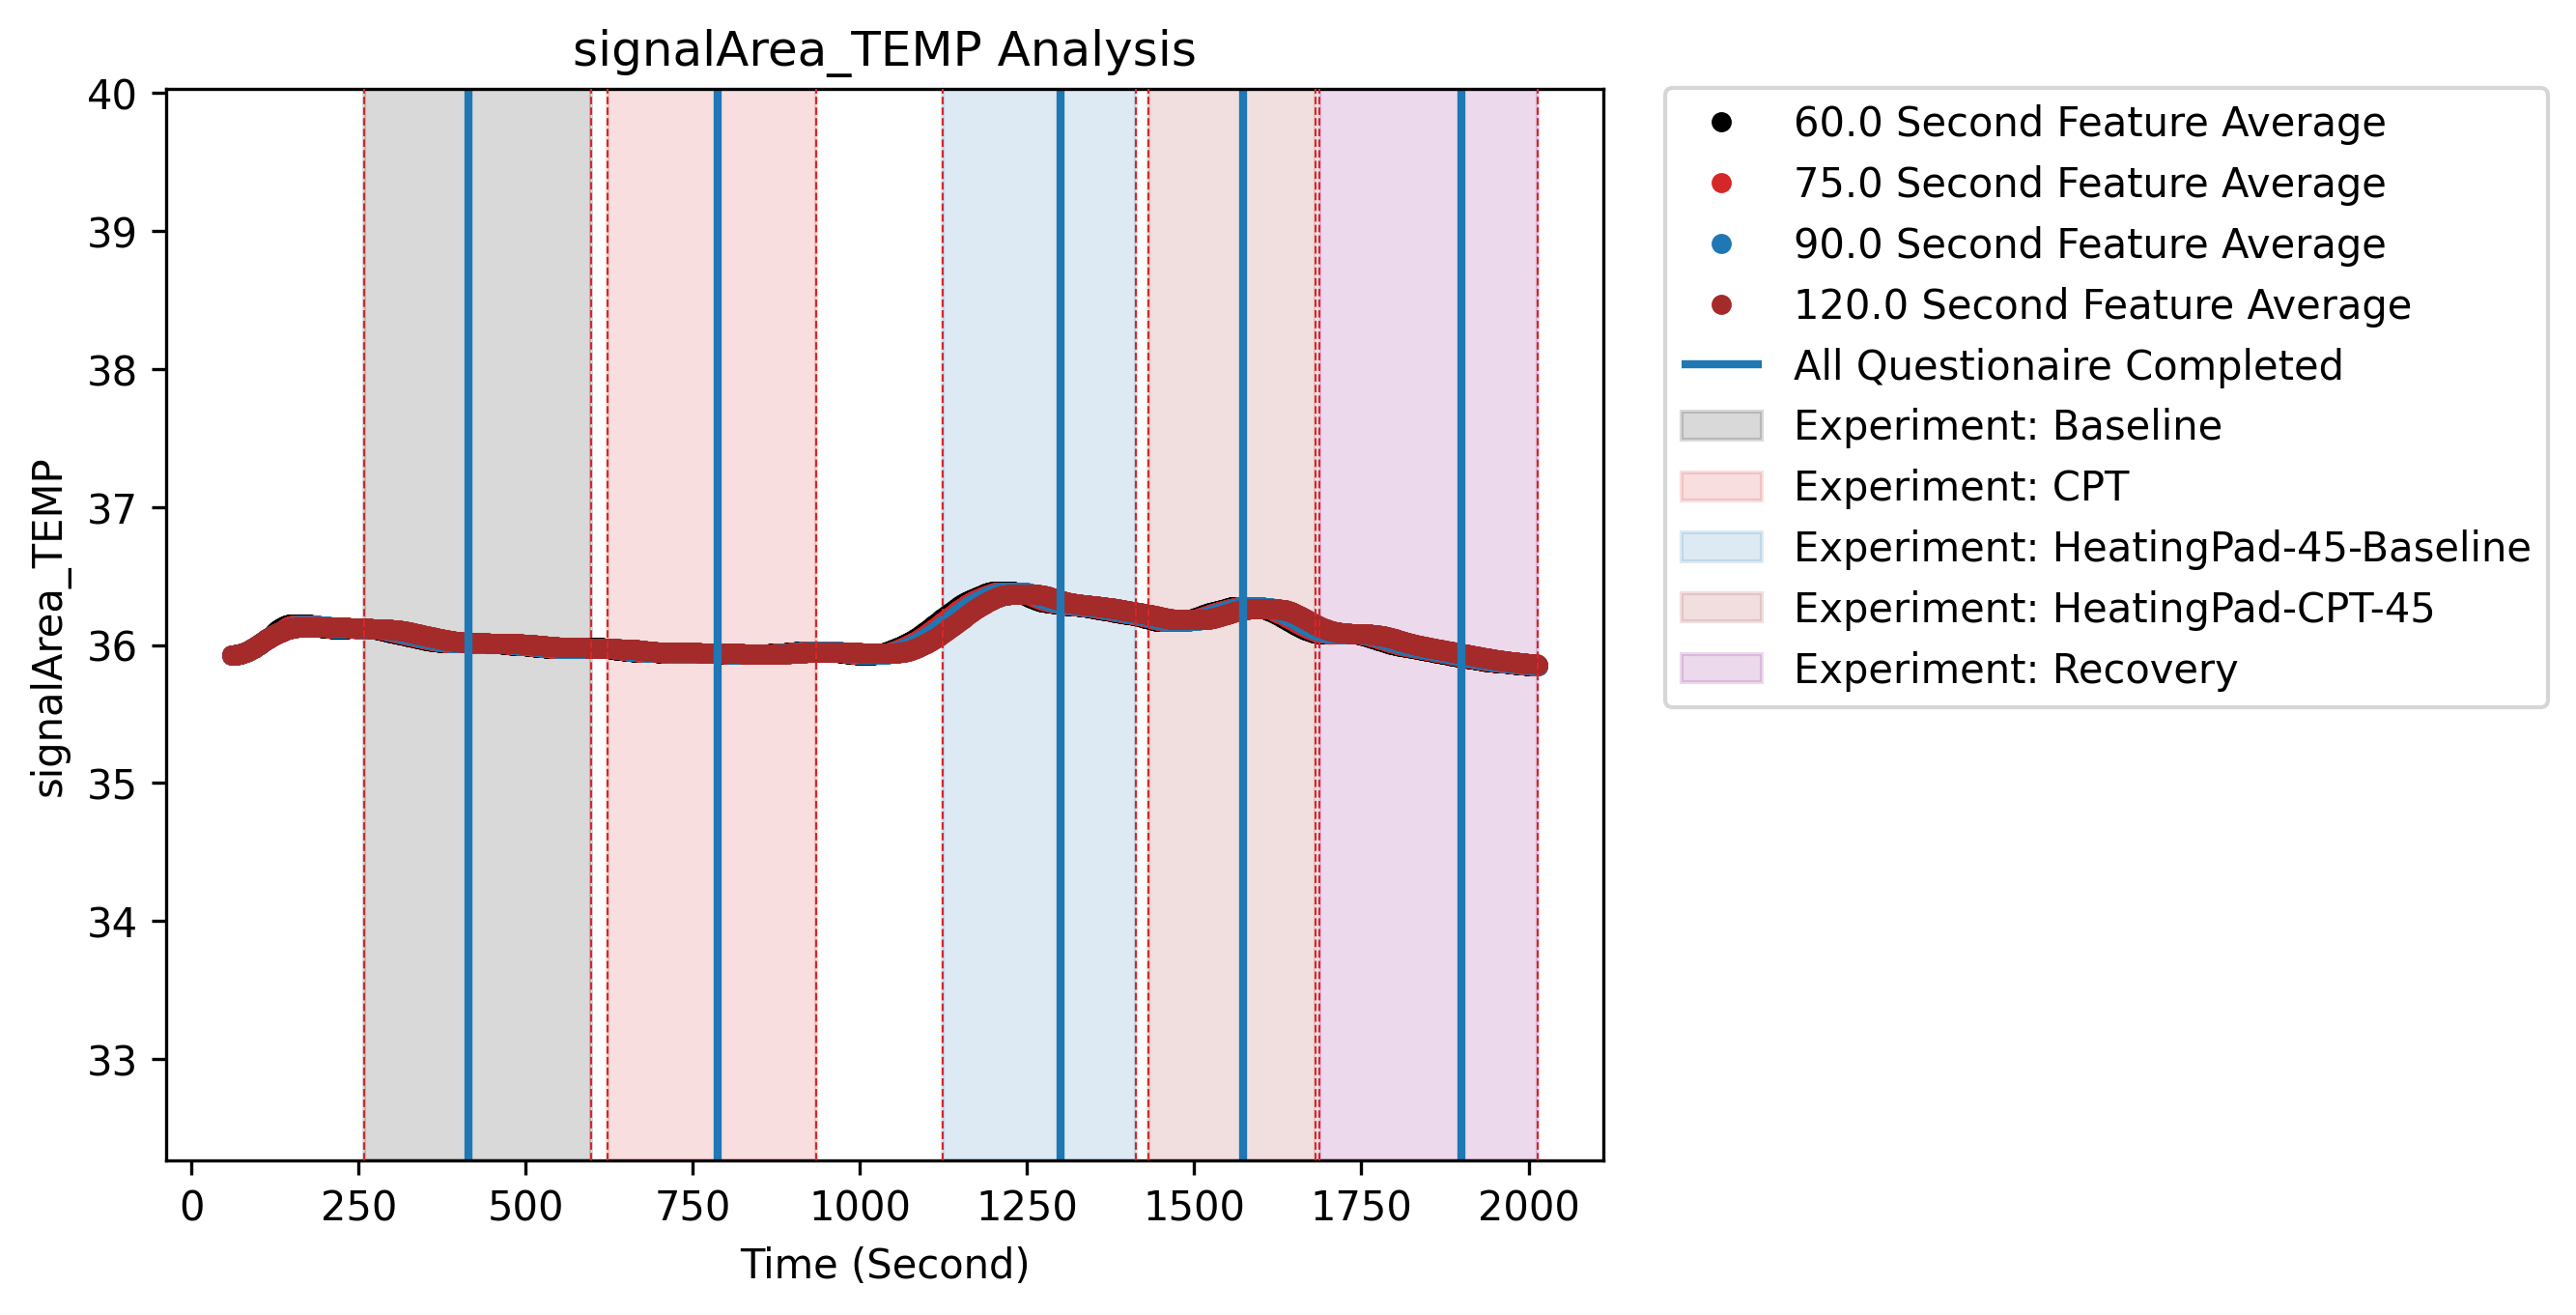 signalArea_TEMP Analysis
signalArea_TEMP
40
39
38
37
36
35
34
33
0 250 500 750 1000 1250 1500 1750 2000
Time (Second)
60.0 Second Feature Average
75.0 Second Feature Average
90.0 Second Feature Average
120.0 Second Feature Average
All Questionaire Completed
Experiment: Baseline
Experiment: CPT
Experiment: HeatingPad-45-Baseline
Experiment: HeatingPad-CPT-45
Experiment: Recovery